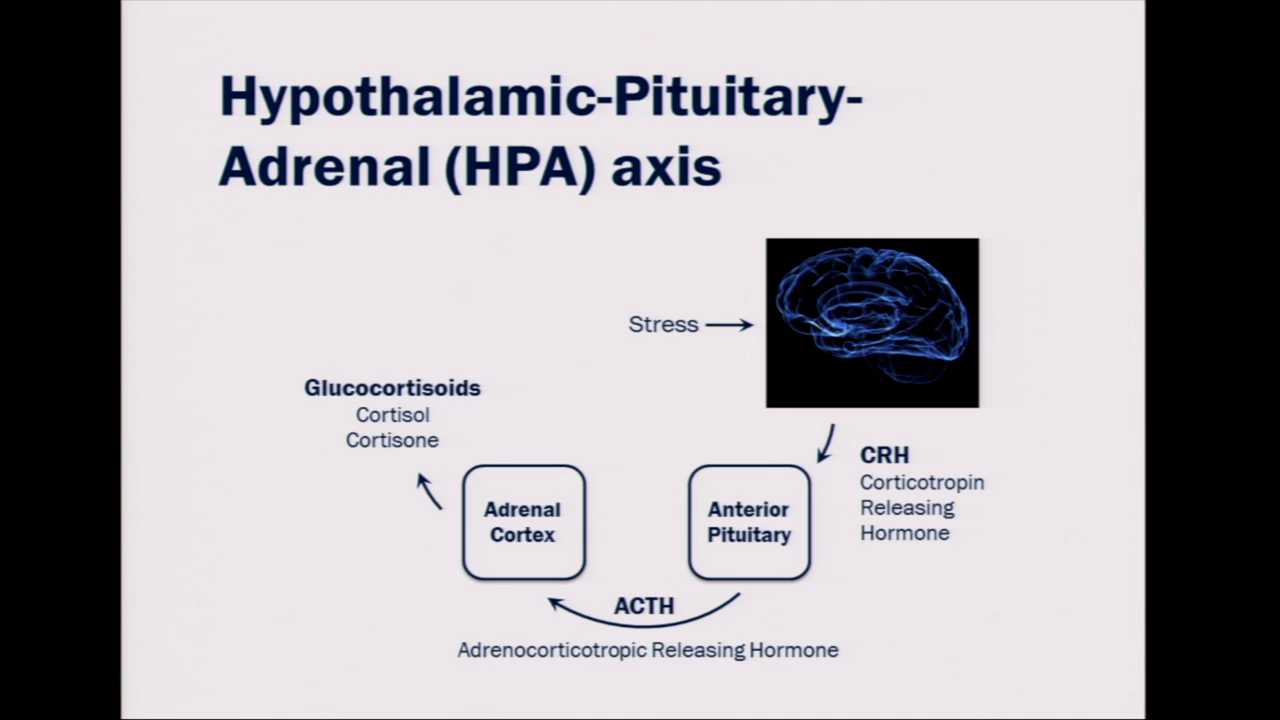 Hypothalamic-Pituitary-
Adrenal (HPA) axis
Stress
Glucocortisoids
Cortisol
Cortisone
CRH
Corticotropin
Releasing
Hormone
Adrenal
Cortex
Anterior
Pituitary
ACTH
Adrenocorticotropic Releasing Hormone